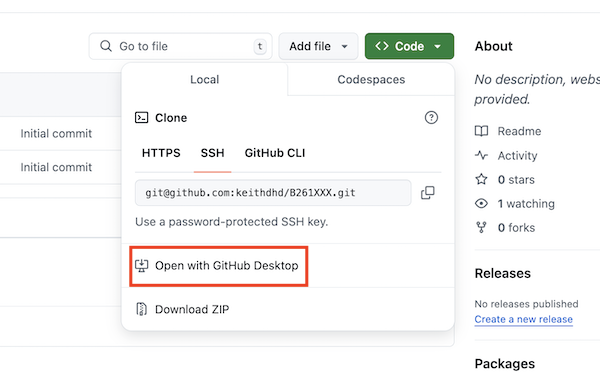 Go to file
t
Add file
<> Code
About
Local
Codespaces
No description, webs
provided.
Clone
Initial commit
HTTPS
SSH
GitHub CLI
Readme
Activity
Initial commit
0 stars
git@github.com:keithdhd/B261XXX.git
1 watching
Use a password-protected SSH key.
0 forks
Open with GitHub Desktop
Releases
Download ZIP
No releases published
Create a new release
Packages